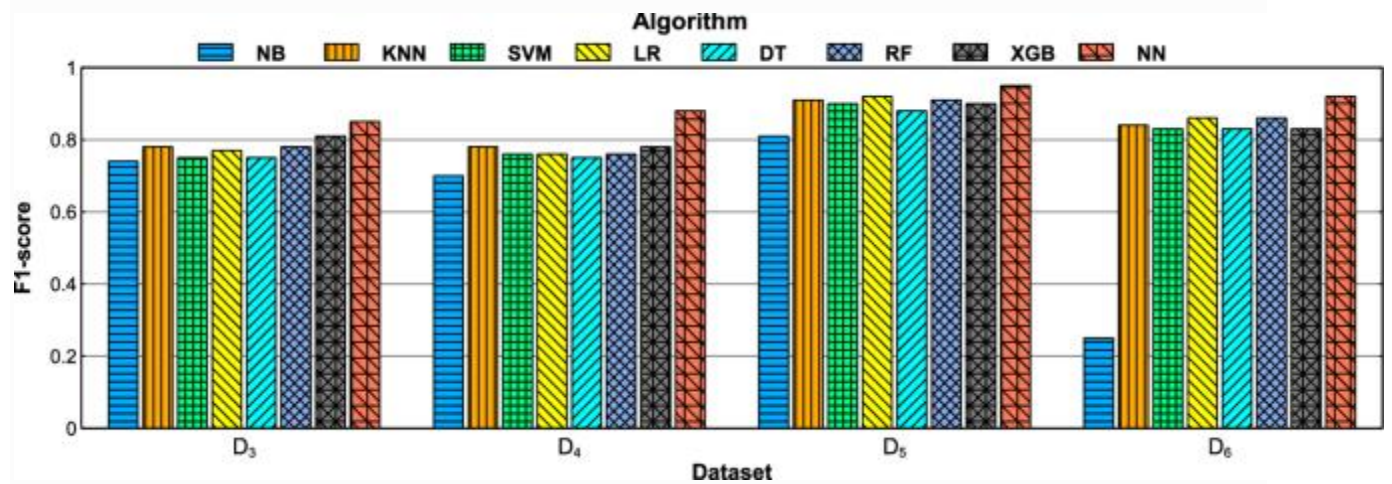 Algorithm
NB KNN SVM LR DT RF XGB NN
1
0.8
0.6
0.4
0.2
0
F1-score
D₃ D₄ D₅ D₆
Dataset